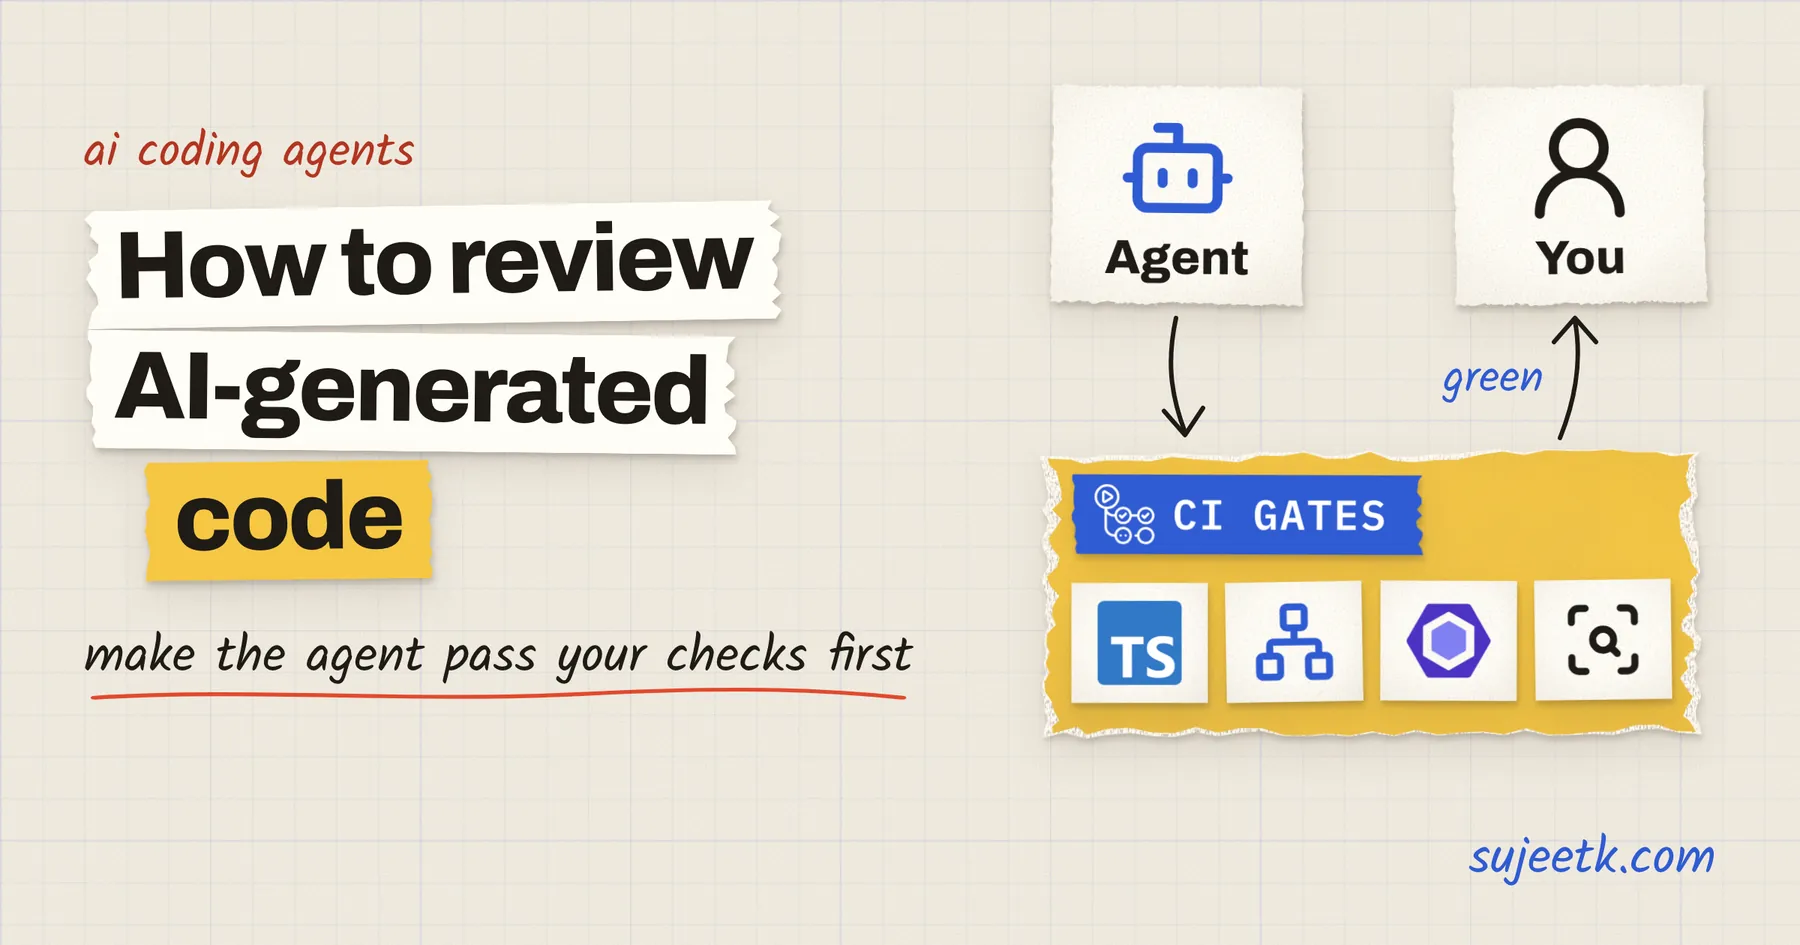 ai coding agents
How to review
AI-generated
code
make the agent pass your checks first
Agent
You
green
CI GATES
TS
sujeetk.com